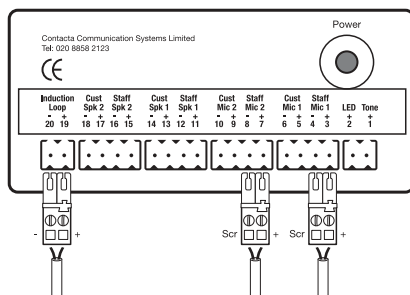 Power
Contacta Communication Systems Limited
Tel: 020 8858 2123
CE
Induction Cust Staff Cust Staff Cust Staff Cust Staff
Loop Spk 2 Spk 2 Spk 1 Spk 1 Mic 2 Mic 2 Mic 1 Mic 1 LED Tone
- + - + - + - + - + - + - + - + - + + +
20 19 18 17 16 15 14 13 12 11 10 9 8 7 6 5 4 3 2 1
- + Scr + Scr +